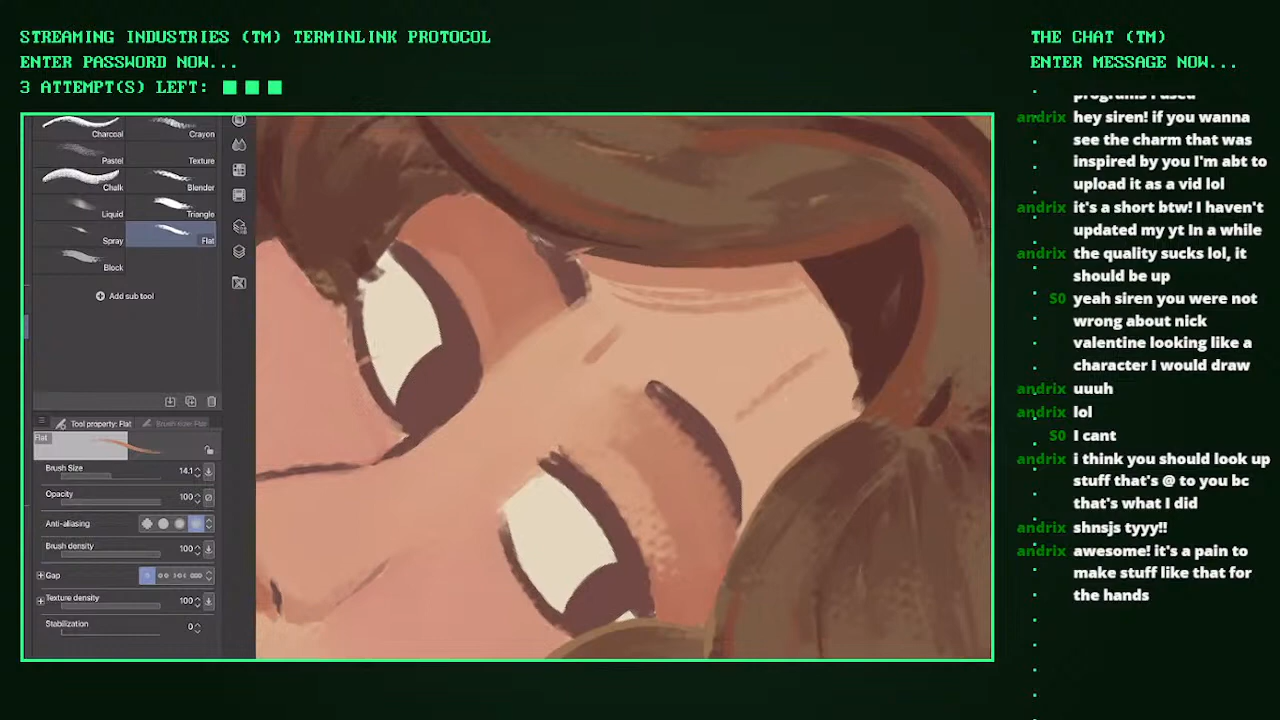 STREAMING INDUSTRIES (TM) TERMINLINK PROTOCOL
ENTER PASSWORD NOW...
3 ATTEMPT(S) LEFT:
Charcoal
Crayon
Pastel
Texture
Chalk
Blender
Liquid
Triangle
Spray
Flat
Block
Add sub tool
Tool property: Flat
Flat
Brush Size 14.1
Opacity 100
Anti-aliasing
Brush density 100
Gap
Texture density 100
Stabilization 0
THE CHAT (TM)
ENTER MESSAGE NOW...
programs I used
andrix hey siren! if you wanna
see the charm that was
inspired by you I'm abt to
upload it as a vid lol
andrix it's a short btw! I haven't
updated my yt In a while
andrix the quality sucks lol, it
should be up
SO yeah siren you were not
wrong about nick
valentine looking like a
character I would draw
andrix uuuh
andrix lol
SO I cant
andrix i think you should look up
stuff that's @ to you bc
that's what I did
andrix shnsjs tyyy!!
andrix awesome! it's a pain to
make stuff like that for
the hands